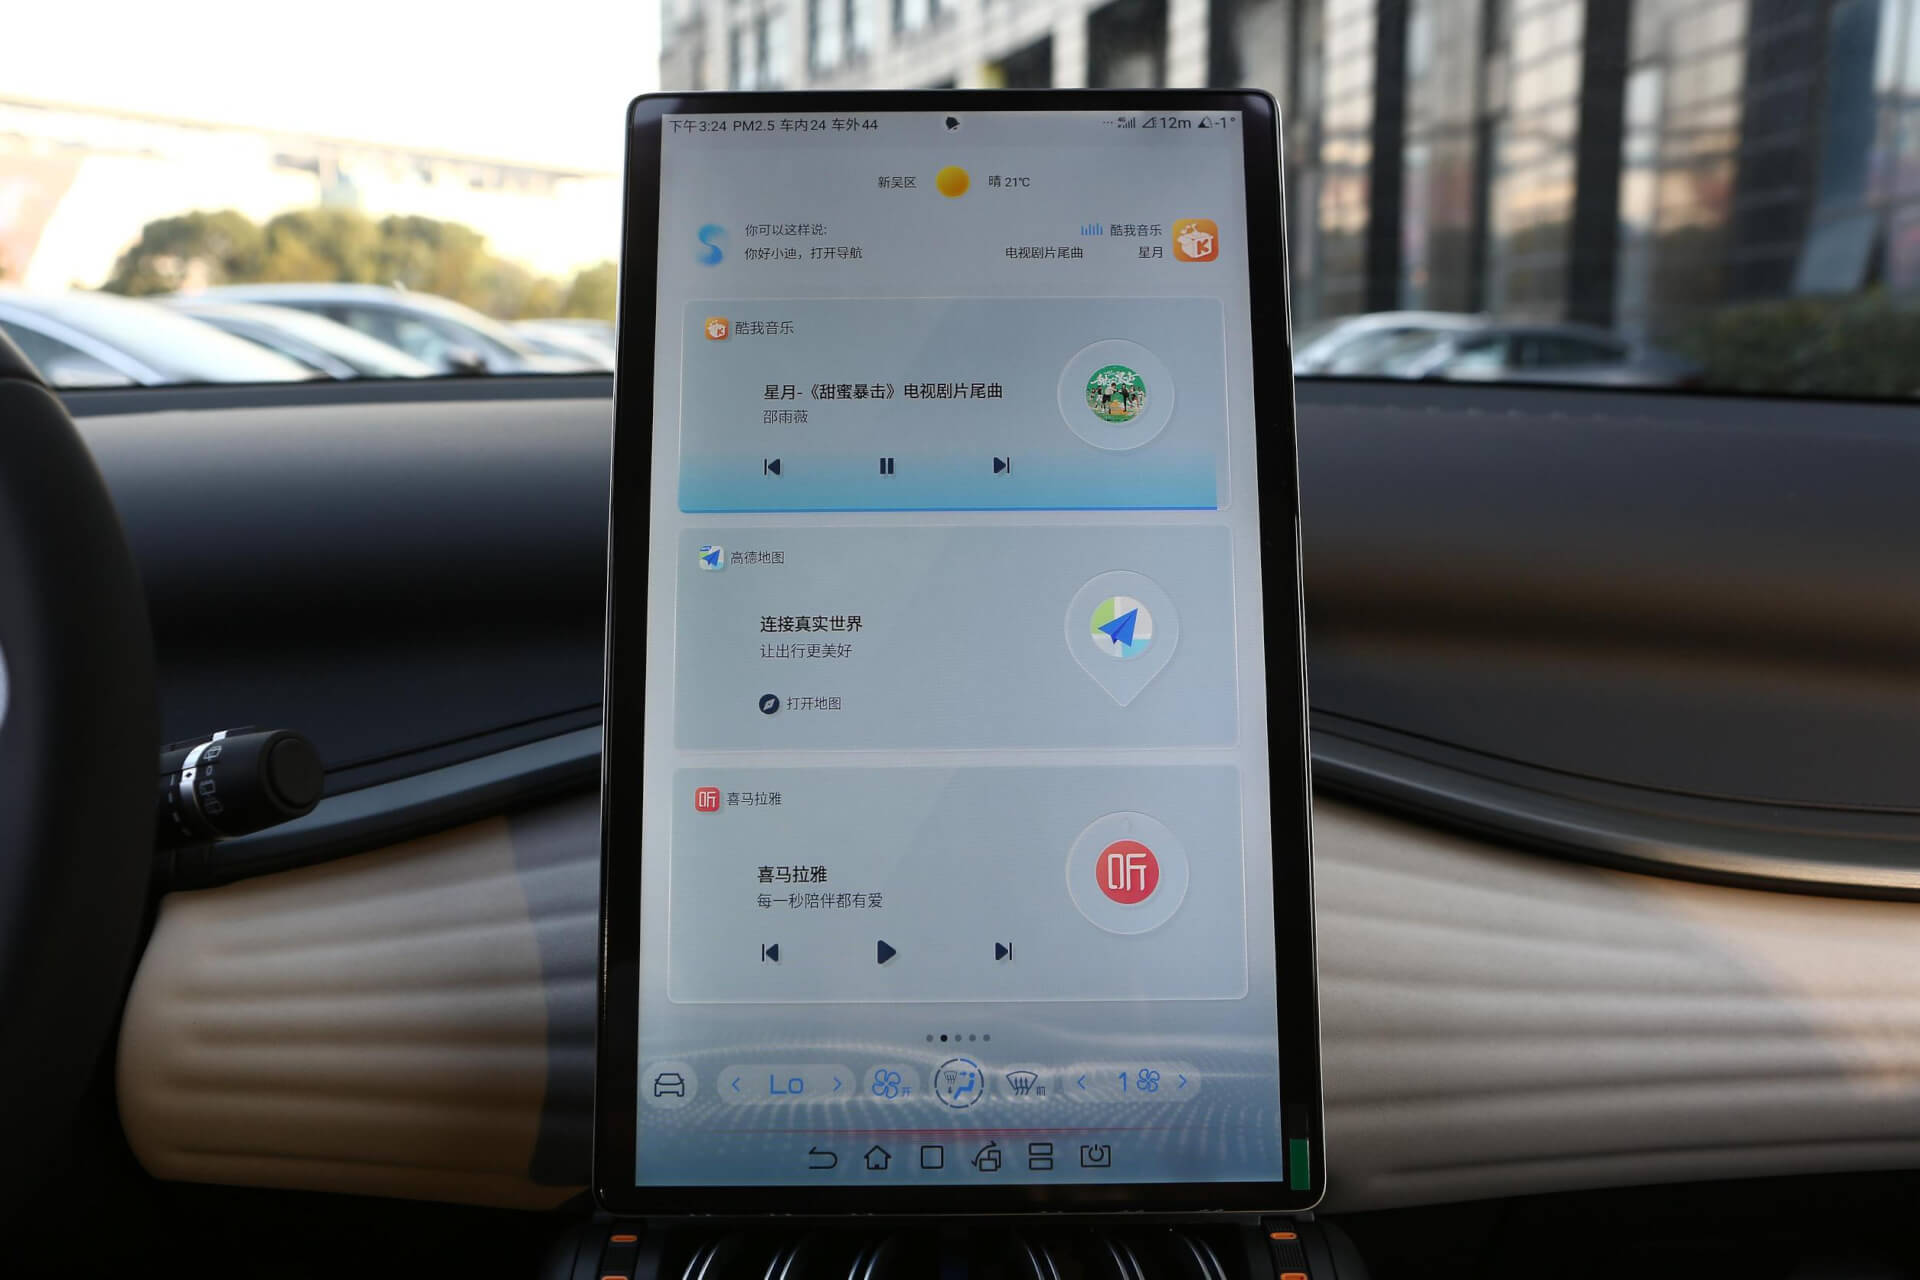 下午3:24 PM2.5 车内24 车外44
12m -1°
新吴区 晴 21℃
你可以这样说:
你好小迪，打开导航
酷我音乐
电视剧片尾曲 星月
酷我音乐
星月-《甜蜜暴击》电视剧片尾曲
邵雨薇
高德地图
连接真实世界
让出行更美好
打开地图
听 喜马拉雅
喜马拉雅
每一秒陪伴都有爱
听
Lo 开 前 1